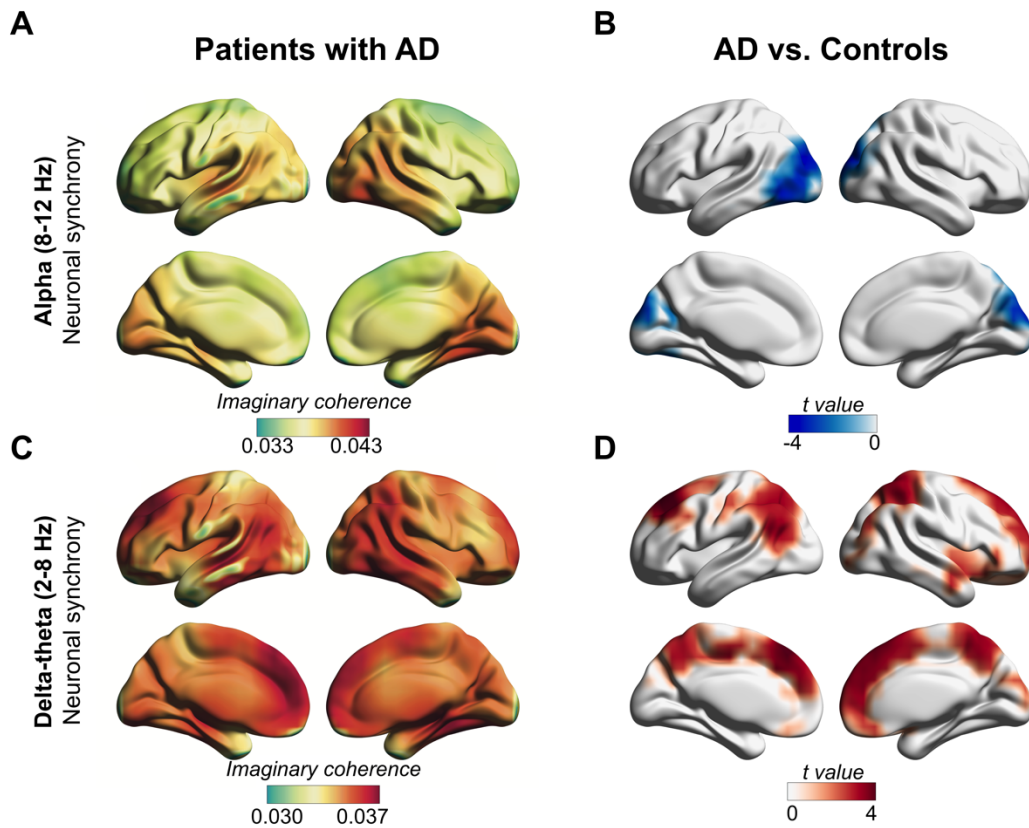 A
Patients with AD
B
AD vs. Controls
Alpha (8-12 Hz)
Neuronal synchrony
Imaginary coherence
0.033 0.043
t value
-4 0
C
D
Delta-theta (2-8 Hz)
Neuronal synchrony
Imaginary coherence
0.030 0.037
t value
0 4